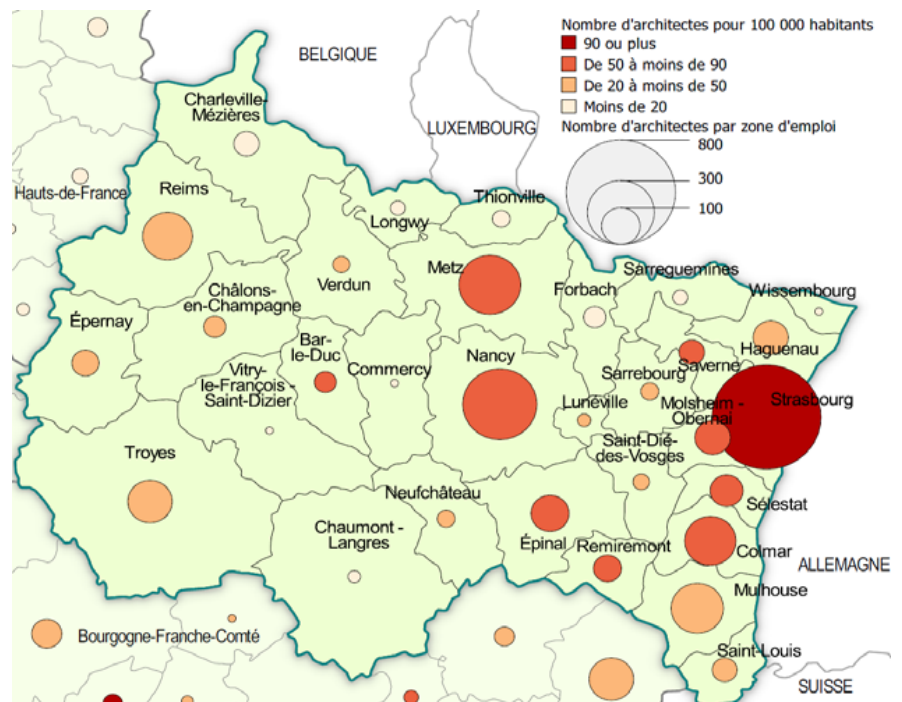 Nombre d'architectes pour 100 000 habitants
90 ou plus
De 50 à moins de 90
De 20 à moins de 50
Moins de 20
Nombre d'architectes par zone d'emploi
800
300
100
BELGIQUE
LUXEMBOURG
Charleville-
Mézières
Hauts-de-France
Reims
Longwy
Thionville
Verdun
Metz
Forbach
Sarreguemines
Wissembourg
Châlons-
en-Champagne
Épernay
Bar-
le-Duc
Commercy
Nancy
Haguenau
Saverne
Sarrebourg
Vitry-
le-François -
Saint-Dizier
Lunéville
Molsheim -
Obernai
Strasbourg
Troyes
Saint-Dié-
des-Vosges
Neufchâteau
Sélestat
Chaumont -
Langres
Épinal
Remiremont
Colmar
ALLEMAGNE
Mulhouse
Bourgogne-Franche-Comté
Saint-Louis
SUISSE